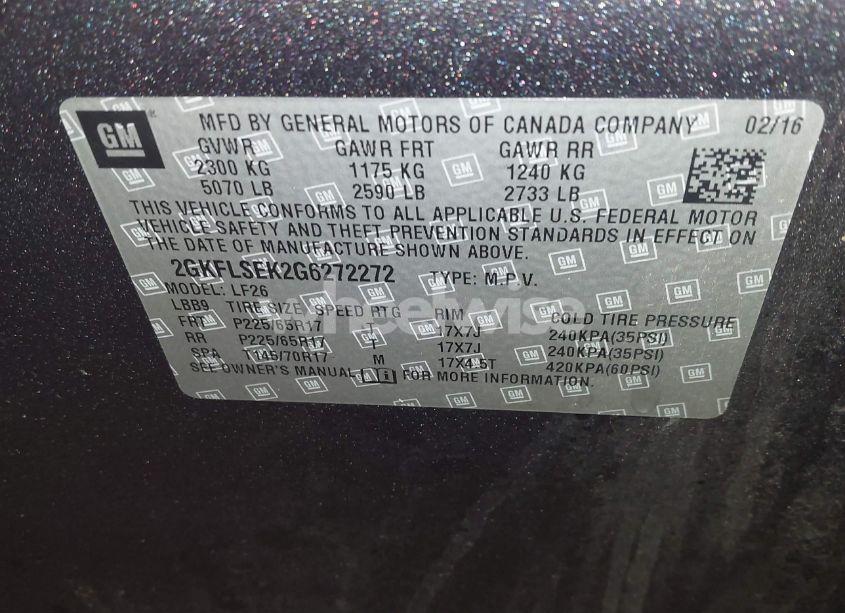 GM MFD BY GENERAL MOTORS OF CANADA COMPANY 02/16
GVWR GAWR FRT GAWR RR
2300 KG 1175 KG 1240 KG
5070 LB 2590 LB 2733 LB
THIS VEHICLE CONFORMS TO ALL APPLICABLE U.S. FEDERAL MOTOR
VEHICLE SAFETY AND THEFT PREVENTION STANDARDS IN EFFECT ON
THE DATE OF MANUFACTURE SHOWN ABOVE.
2GKFLSEK2G6272272 TYPE: M.P.V.
MODEL: LF26
LBB9 TIRE SIZE, SPEED RTG RIM COLD TIRE PRESSURE
FRT P225/65R17 T 17X7J 240KPA(35PSI)
RR P225/65R17 T 17X7J 240KPA(35PSI)
SPA T145/70R17 M 17X4.5T 420KPA(60PSI)
SEE OWNER'S MANUAL FOR MORE INFORMATION.
wheelwise